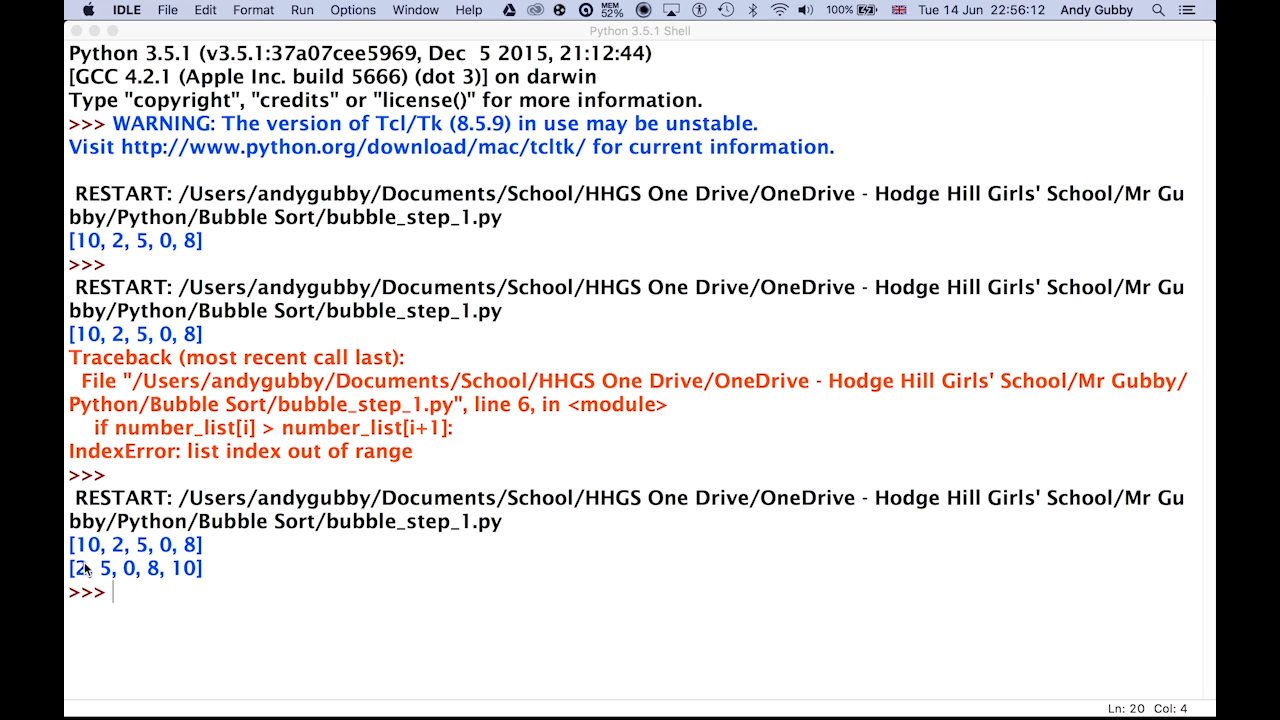 IDLE File Edit Format Run Options Window Help MEM 52% 100% Tue 14 Jun 22:56:12 Andy Gubby
Python 3.5.1 Shell
Python 3.5.1 (v3.5.1:37a07cee5969, Dec  5 2015, 21:12:44)
[GCC 4.2.1 (Apple Inc. build 5666) (dot 3)] on darwin
Type "copyright", "credits" or "license()" for more information.
>>> WARNING: The version of Tcl/Tk (8.5.9) in use may be unstable.
Visit http://www.python.org/download/mac/tcltk/ for current information.
RESTART: /Users/andygubby/Documents/School/HHGS One Drive/OneDrive - Hodge Hill Girls' School/Mr Gu
bby/Python/Bubble Sort/bubble_step_1.py
[10, 2, 5, 0, 8]
>>>
RESTART: /Users/andygubby/Documents/School/HHGS One Drive/OneDrive - Hodge Hill Girls' School/Mr Gu
bby/Python/Bubble Sort/bubble_step_1.py
[10, 2, 5, 0, 8]
Traceback (most recent call last):
File "/Users/andygubby/Documents/School/HHGS One Drive/OneDrive - Hodge Hill Girls' School/Mr Gubby/
Python/Bubble Sort/bubble_step_1.py", line 6, in <module>
if number_list[i] > number_list[i+1]:
IndexError: list index out of range
>>>
RESTART: /Users/andygubby/Documents/School/HHGS One Drive/OneDrive - Hodge Hill Girls' School/Mr Gu
bby/Python/Bubble Sort/bubble_step_1.py
[10, 2, 5, 0, 8]
[2, 5, 0, 8, 10]
>>>
Ln: 20 Col: 4